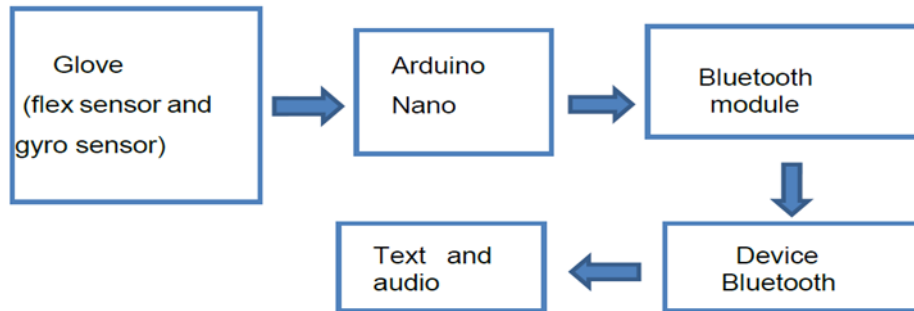 Glove
(flex sensor and
gyro sensor)
Arduino
Nano
Bluetooth
module
Text and
audio
Device
Bluetooth